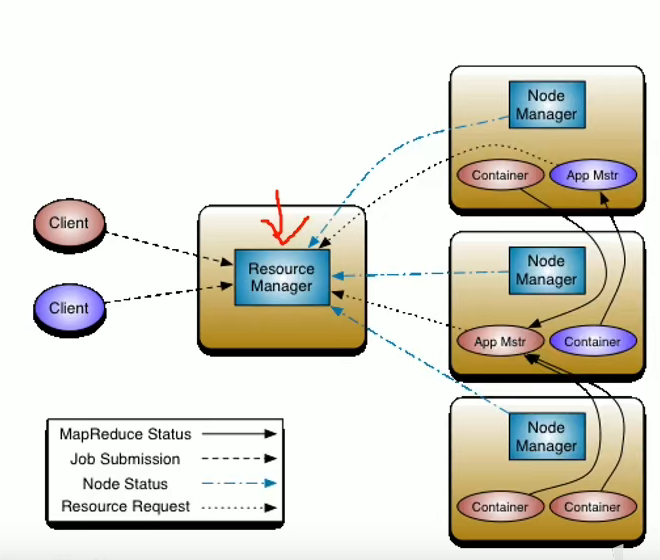 Node
Manager
Container
App Mstr
Client
Resource
Manager
Node
Manager
Client
App Mstr
Container
Node
Manager
MapReduce Status
Job Submission
Node Status
Resource Request
Container
Container